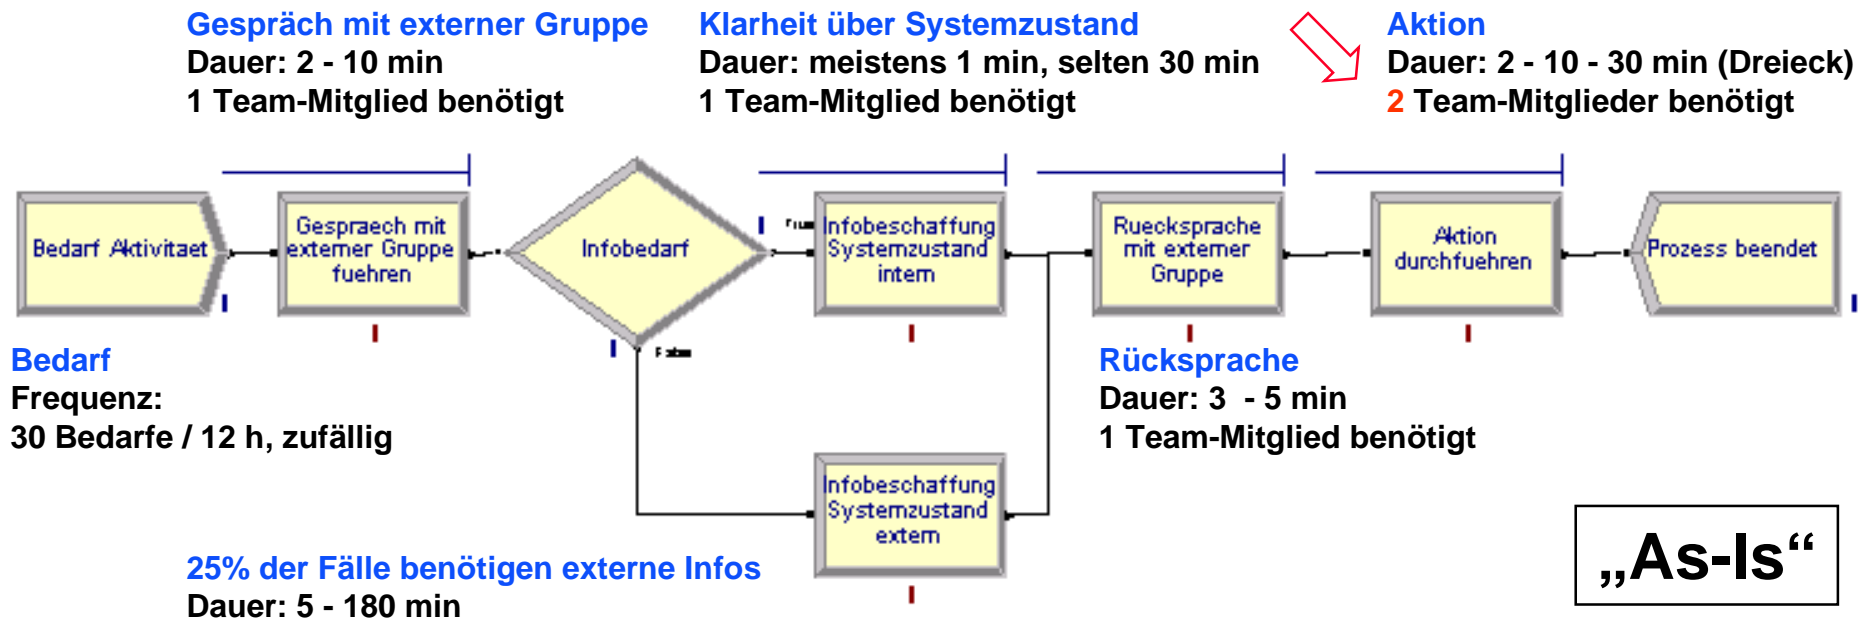 Gespräch mit externer Gruppe
Dauer: 2 - 10 min
1 Team-Mitglied benötigt
Klarheit über Systemzustand
Dauer: meistens 1 min, selten 30 min
1 Team-Mitglied benötigt
Aktion
Dauer: 2 - 10 - 30 min (Dreieck)
2 Team-Mitglieder benötigt
Bedarf Aktivitaet
Gespraech mit
externer Gruppe
fuehren
Infobedarf
Infobeschaffung
Systemzustand
intern
Ruecksprache
mit externer
Gruppe
Aktion
durchfuehren
Prozess beendet
Bedarf
Frequenz:
30 Bedarfe / 12 h, zufällig
Rücksprache
Dauer: 3 - 5 min
1 Team-Mitglied benötigt
Infobeschaffung
Systemzustand
extern
25% der Fälle benötigen externe Infos
Dauer: 5 - 180 min
„As-Is“